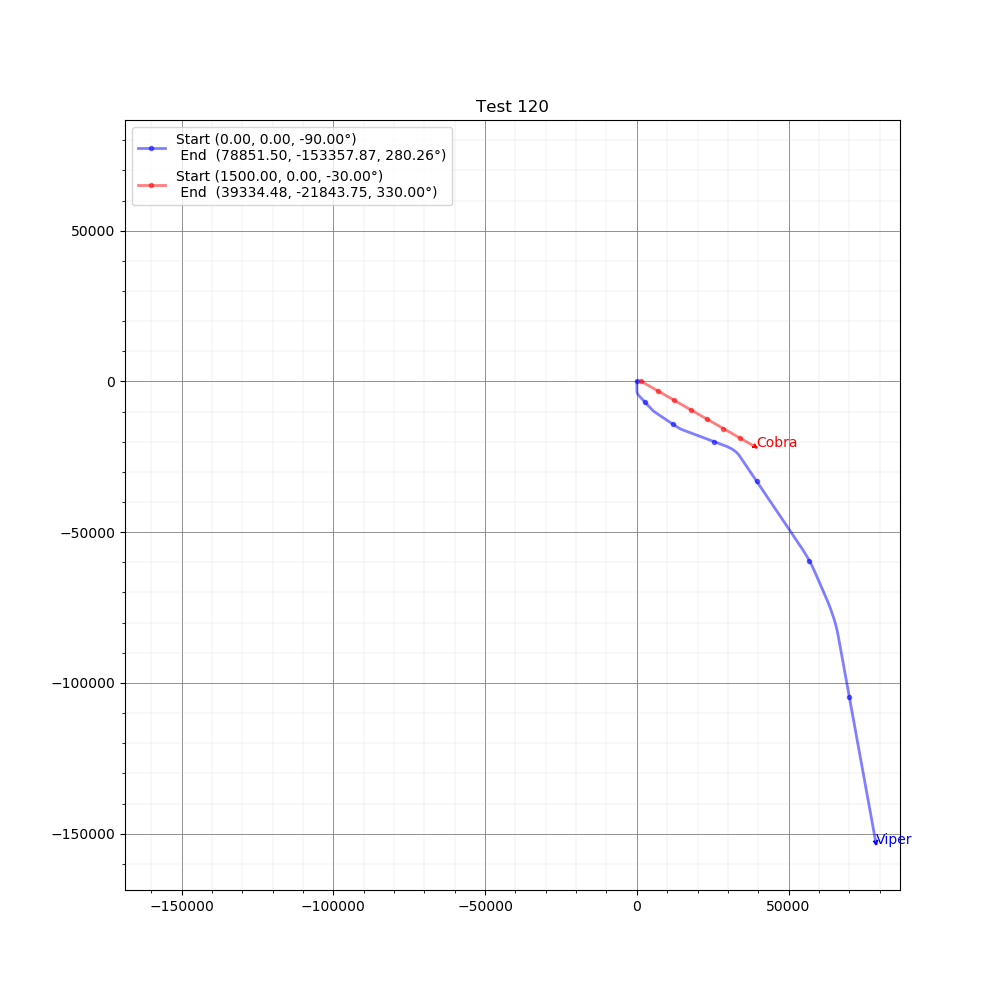 Test 120
Start (0.00, 0.00, -90.00°)
End  (78851.50, -153357.87, 280.26°)
Start (1500.00, 0.00, -30.00°)
End  (39334.48, -21843.75, 330.00°)
50000
0
−50000
−100000
−150000
Cobra
Viper
−150000
−100000
−50000
0
50000